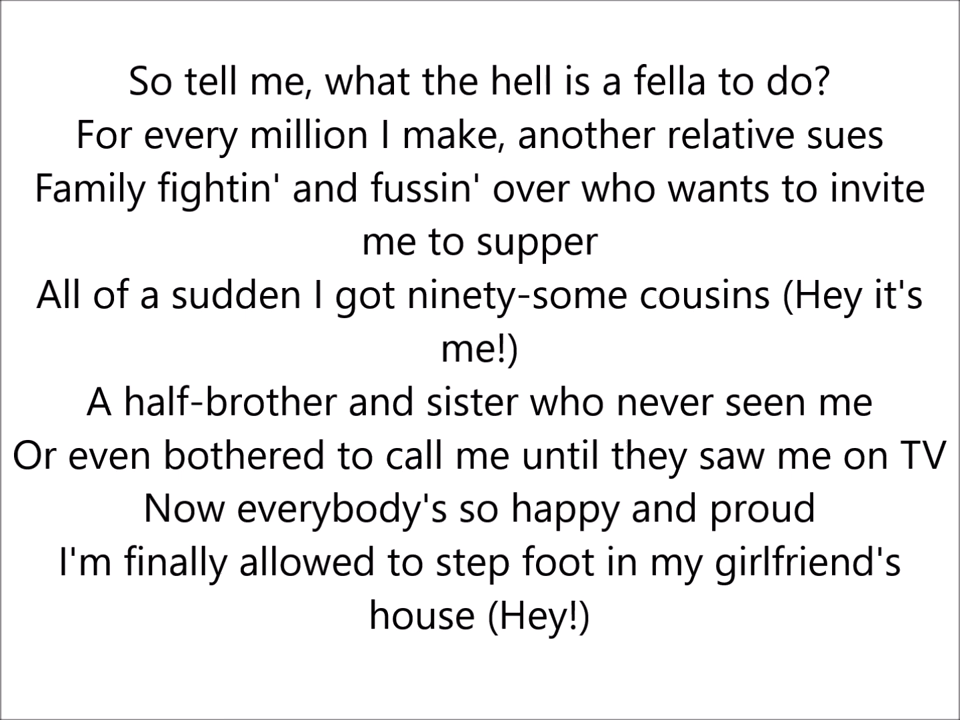 So tell me, what the hell is a fella to do?
For every million I make, another relative sues
Family fightin' and fussin' over who wants to invite
me to supper
All of a sudden I got ninety-some cousins (Hey it's
me!)
A half-brother and sister who never seen me
Or even bothered to call me until they saw me on TV
Now everybody's so happy and proud
I'm finally allowed to step foot in my girlfriend's
house (Hey!)